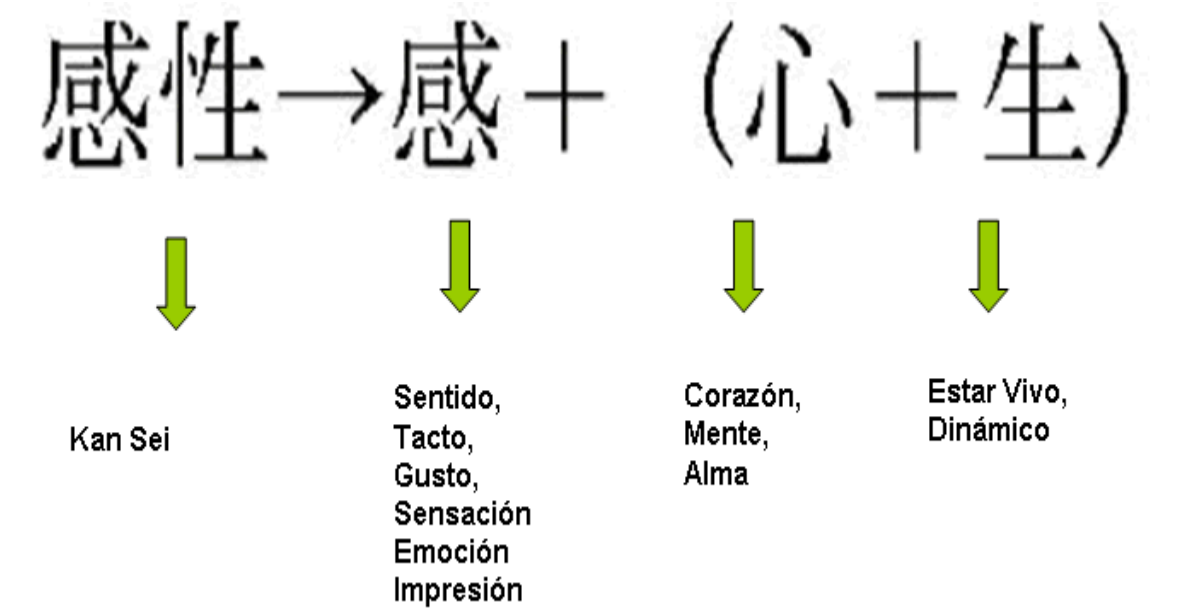 感性→感+（心+生）
Kan Sei
Sentido,
Tacto,
Gusto,
Sensación
Emoción
Impresión
Corazón,
Mente,
Alma
Estar Vivo,
Dinámico